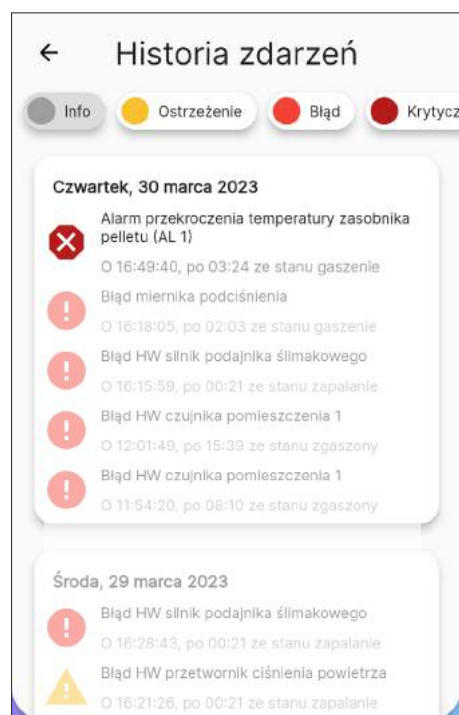 Historia zdarzeń
Info
Ostrzeżenie
Błąd
Krytycz
Czwartek, 30 marca 2023
Alarm przekroczenia temperatury zasobnika
pelletu (AL 1)
O 16:49:40, po 03:24 ze stanu gaszenie
Błąd miernika podciśnienia
O 16:18:05, po 02:03 ze stanu gaszenie
Błąd HW silnik podajnika ślimakowego
O 16:15:59, po 00:21 ze stanu zapalanie
Błąd HW czujnika pomieszczenia 1
O 12:01:49, po 15:39 ze stanu zgaszony
Błąd HW czujnika pomieszczenia 1
O 11:54:20, po 08:10 ze stanu zgaszony
Środa, 29 marca 2023
Błąd HW silnik podajnika ślimakowego
O 16:28:43, po 00:21 ze stanu zapalanie
Błąd HW przetwornik ciśnienia powietrza
O 16:21:26, po 00:21 ze stanu zapalanie